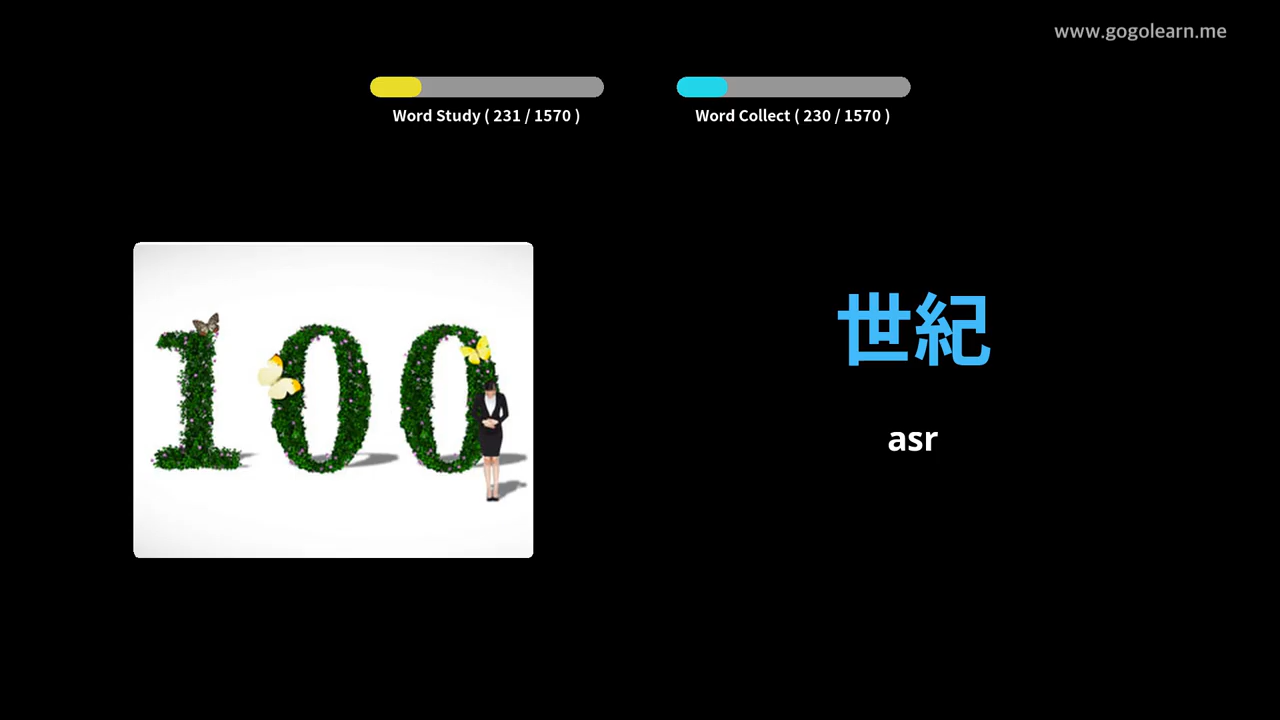 www.gogolearn.me
Word Study ( 231 / 1570 )
Word Collect ( 230 / 1570 )
100
世紀
asr